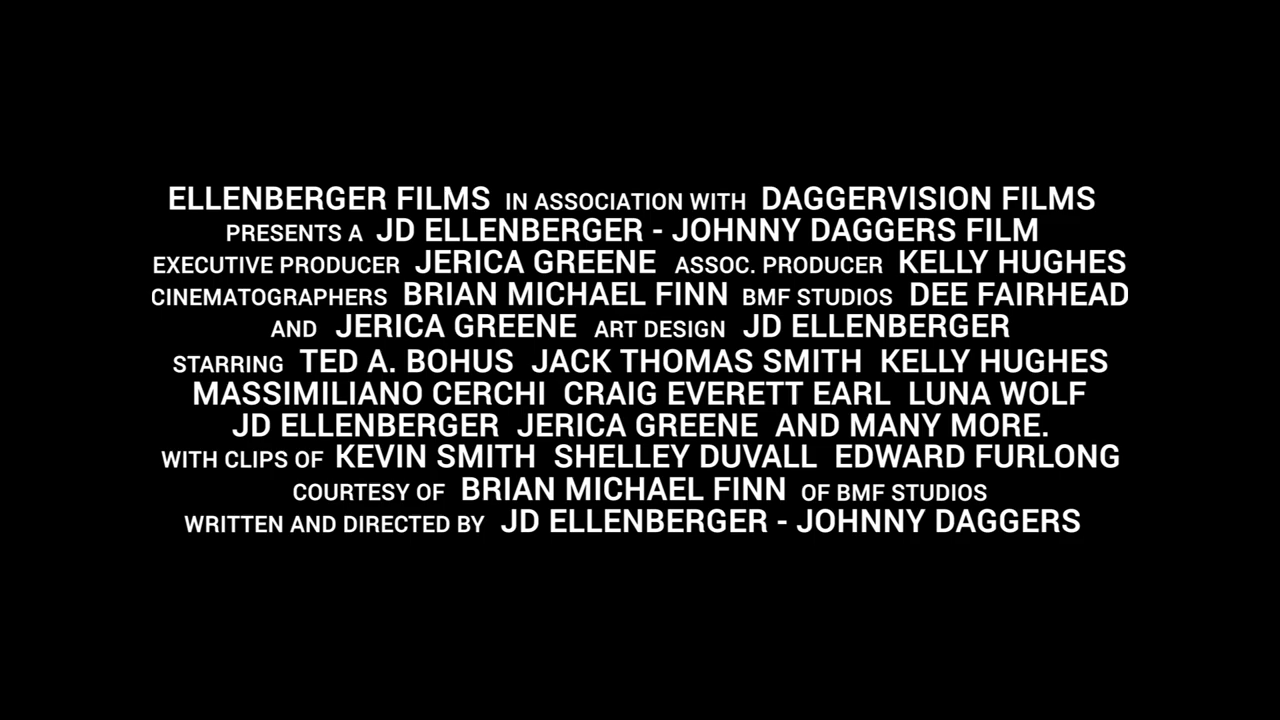 ELLENBERGER FILMS IN ASSOCIATION WITH DAGGERVISION FILMS
PRESENTS A JD ELLENBERGER - JOHNNY DAGGERS FILM
EXECUTIVE PRODUCER JERICA GREENE ASSOC. PRODUCER KELLY HUGHES
CINEMATOGRAPHERS BRIAN MICHAEL FINN BMF STUDIOS DEE FAIRHEAD
AND JERICA GREENE ART DESIGN JD ELLENBERGER
STARRING TED A. BOHUS JACK THOMAS SMITH KELLY HUGHES
MASSIMILIANO CERCHI CRAIG EVERETT EARL LUNA WOLF
JD ELLENBERGER JERICA GREENE AND MANY MORE.
WITH CLIPS OF KEVIN SMITH SHELLEY DUVALL EDWARD FURLONG
COURTESY OF BRIAN MICHAEL FINN OF BMF STUDIOS
WRITTEN AND DIRECTED BY JD ELLENBERGER - JOHNNY DAGGERS